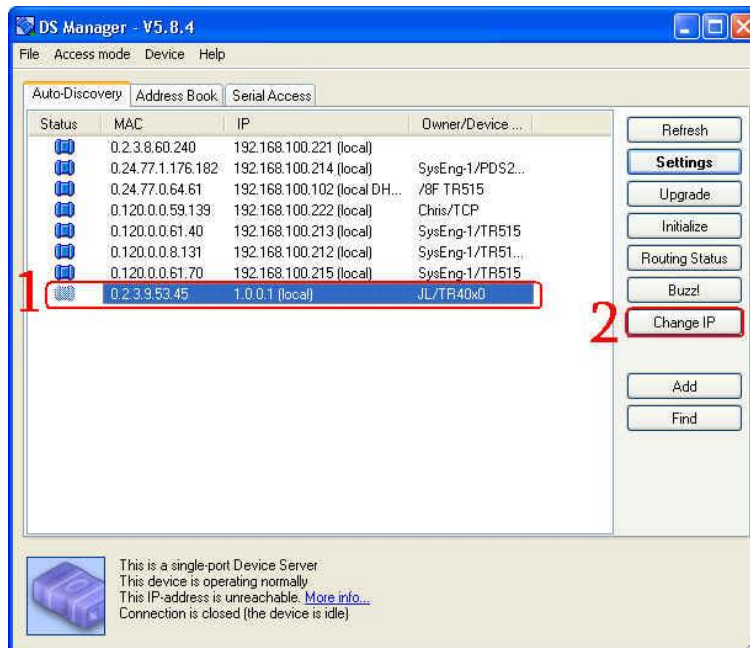 DS Manager - V5.8.4
File Access mode Device Help
Auto-Discovery Address Book Serial Access
Status MAC IP Owner/Device ...
0.2.3.8.60.240 192.168.100.221 (local)
0.24.77.1.176.182 192.168.100.214 (local) SysEng-1/PDS2...
0.24.77.0.64.61 192.168.100.102 (local DH... /8F TR515
0.120.0.0.59.139 192.168.100.222 (local) Chris/TCP
0.120.0.0.61.40 192.168.100.213 (local) SysEng-1/TR515
0.120.0.0.8.131 192.168.100.212 (local) SysEng-1/TR51...
0.120.0.0.61.70 192.168.100.215 (local) SysEng-1/TR515
1 0.2.3.9.53.45 1.0.0.1 (local) JL/TR40x0
Refresh
Settings
Upgrade
Initialize
Routing Status
Buzz!
2 Change IP
Add
Find
This is a single-port Device Server
This device is operating normally
This IP-address is unreachable. More info...
Connection is closed (the device is idle)